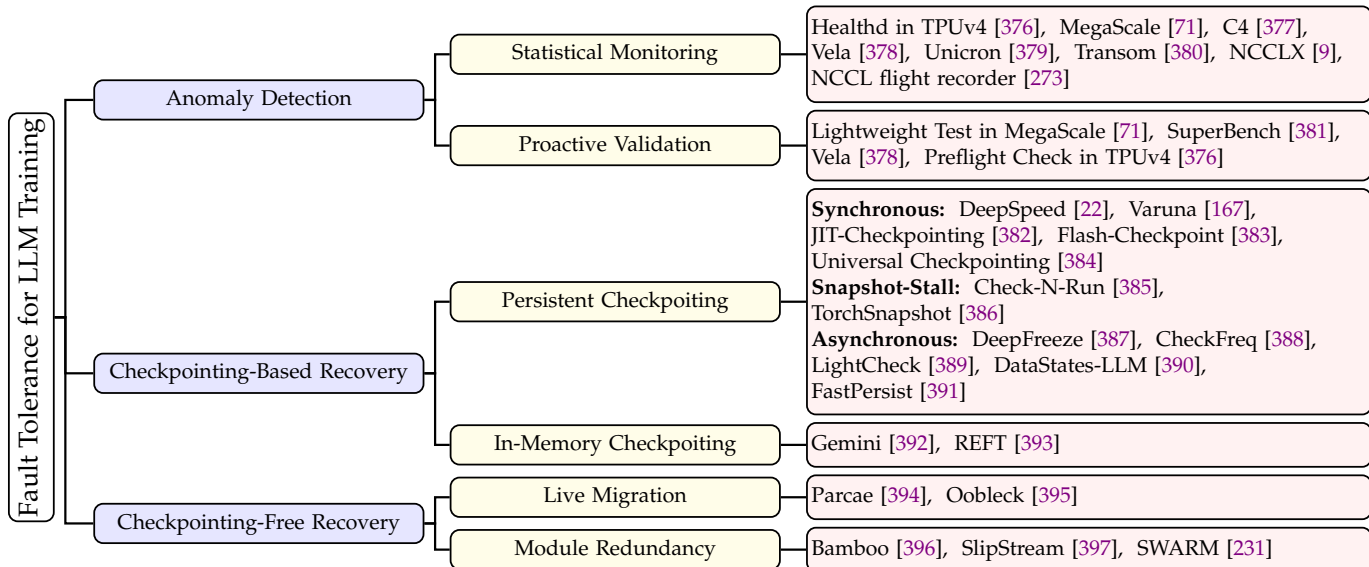 Fault Tolerance for LLM Training
Anomaly Detection
Statistical Monitoring
Healthd in TPUv4 [376], MegaScale [71], C4 [377],
Vela [378], Unicron [379], Transom [380], NCCLX [9],
NCCL flight recorder [273]
Proactive Validation
Lightweight Test in MegaScale [71], SuperBench [381],
Vela [378], Preflight Check in TPUv4 [376]
Checkpointing-Based Recovery
Persistent Checkpoiting
Synchronous: DeepSpeed [22], Varuna [167],
JIT-Checkpointing [382], Flash-Checkpoint [383],
Universal Checkpointing [384]
Snapshot-Stall: Check-N-Run [385],
TorchSnapshot [386]
Asynchronous: DeepFreeze [387], CheckFreq [388],
LightCheck [389], DataStates-LLM [390],
FastPersist [391]
In-Memory Checkpoiting
Gemini [392], REFT [393]
Checkpointing-Free Recovery
Live Migration
Parcae [394], Oobleck [395]
Module Redundancy
Bamboo [396], SlipStream [397], SWARM [231]